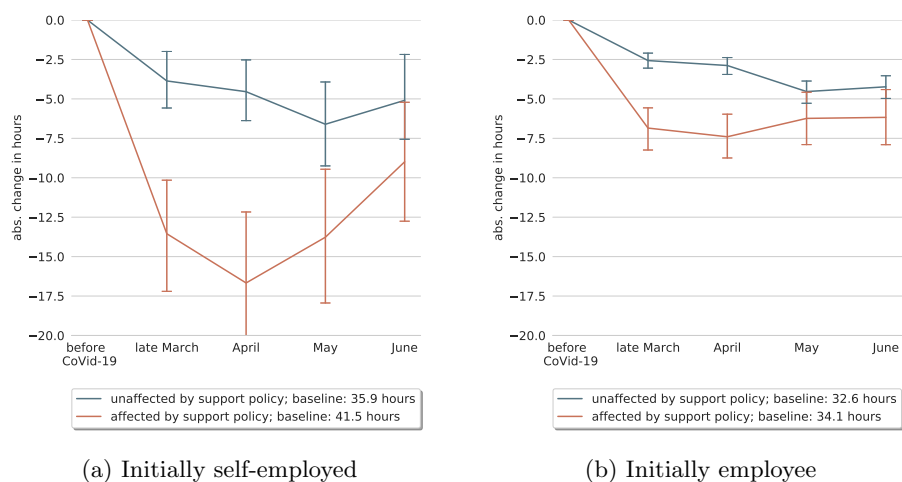 abs. change in hours
0.0
−2.5
−5.0
−7.5
−10.0
−12.5
−15.0
−17.5
−20.0
before
CoVid-19
late March
April
May
June
unaffected by support policy; baseline: 35.9 hours
affected by support policy; baseline: 41.5 hours
(a) Initially self-employed
abs. change in hours
0.0
−2.5
−5.0
−7.5
−10.0
−12.5
−15.0
−17.5
−20.0
before
CoVid-19
late March
April
May
June
unaffected by support policy; baseline: 32.6 hours
affected by support policy; baseline: 34.1 hours
(b) Initially employee